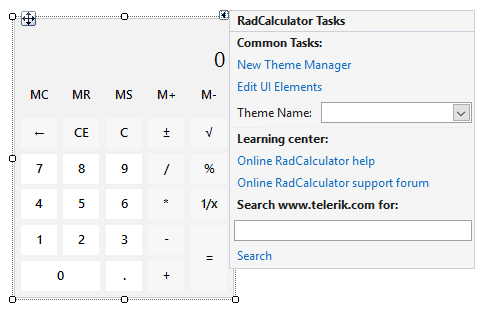 0
MC MR MS M+ M-
← CE C ± √
7 8 9 / %
4 5 6 * 1/x
1 2 3 -
=
0 . +
RadCalculator Tasks
Common Tasks:
New Theme Manager
Edit UI Elements
Theme Name:
Learning center:
Online RadCalculator help
Online RadCalculator support forum
Search www.telerik.com for:
Search